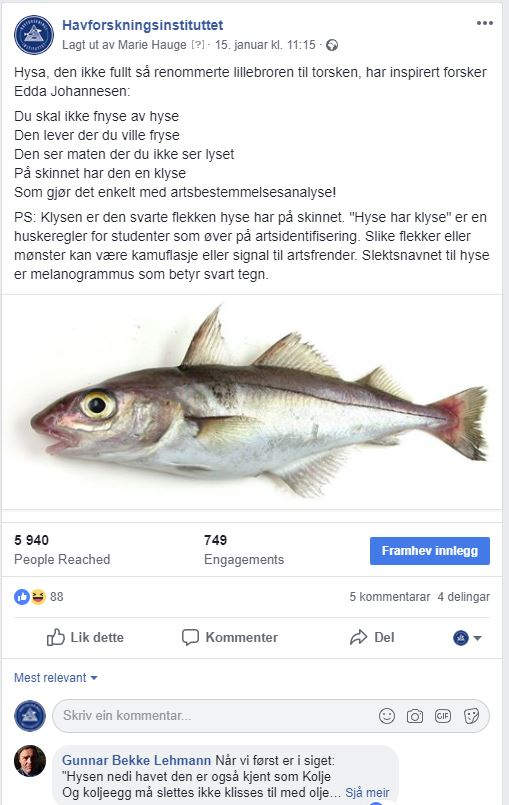 Havforskningsinstituttet
Lagt ut av Marie Hauge [?] · 15. januar kl. 11:15 ·
Hysa, den ikke fullt så renommerte lillebroren til torsken, har inspirert forsker
Edda Johannesen:
Du skal ikke fnyse av hyse
Den lever der du ville fryse
Den ser maten der du ikke ser lyset
På skinnet har den en klyse
Som gjør det enkelt med artsbestemmelsesanalyse!
PS: Klysen er den svarte flekken hyse har på skinnet. "Hyse har klyse" er en
huskeregler for studenter som øver på artsidentifisering. Slike flekker eller
mønster kan være kamuflasje eller signal til artsfrender. Slektsnavnet til hyse
er melanogrammus som betyr svart tegn.
5 940 749
People Reached Engagements Framhev innlegg
88 5 kommentarar 4 delingar
Lik dette Kommenter Del
Mest relevant
Skriv ein kommentar... GIF
Gunnar Bekke Lehmann Når vi først er i siget:
"Hysen nedi havet den er også kjent som Kolje
Og koljeegg må slettes ikke klisses til med olje... Sjå meir